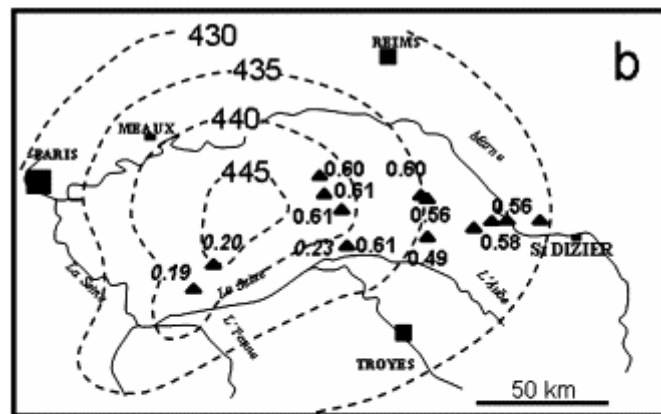 430
REIMS
b
435
MEAUX
440
Marne
PARIS
445
0.60
0.60
0.61
0.61
0.56
0.56
0.20
0.23
0.61
0.49
0.58
St DIZIER
0.19
La Seine
La Seine
L'Aube
L'Yonne
TROYES
50 km